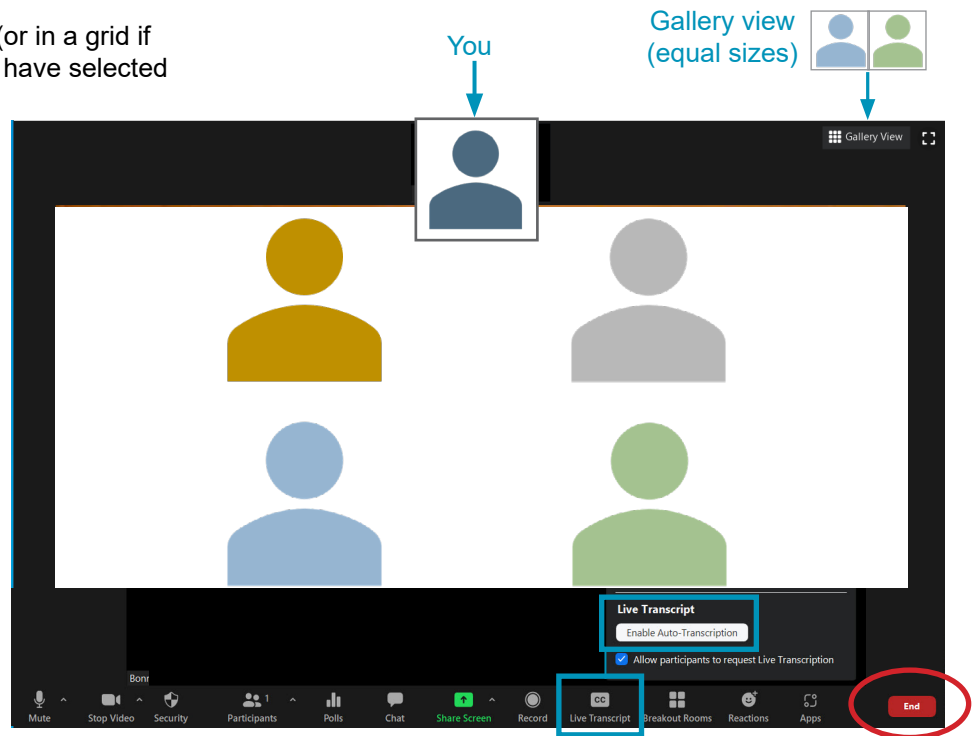 (or in a grid if
have selected
You
Gallery view
(equal sizes)
Gallery View
Live Transcript
Enable Auto-Transcription
Allow participants to request Live Transcription
Bonr
1
CC
Mute
Stop Video
Security
Participants
Polls
Chat
Share Screen
Record
Live Transcript
Breakout Rooms
Reactions
Apps
End